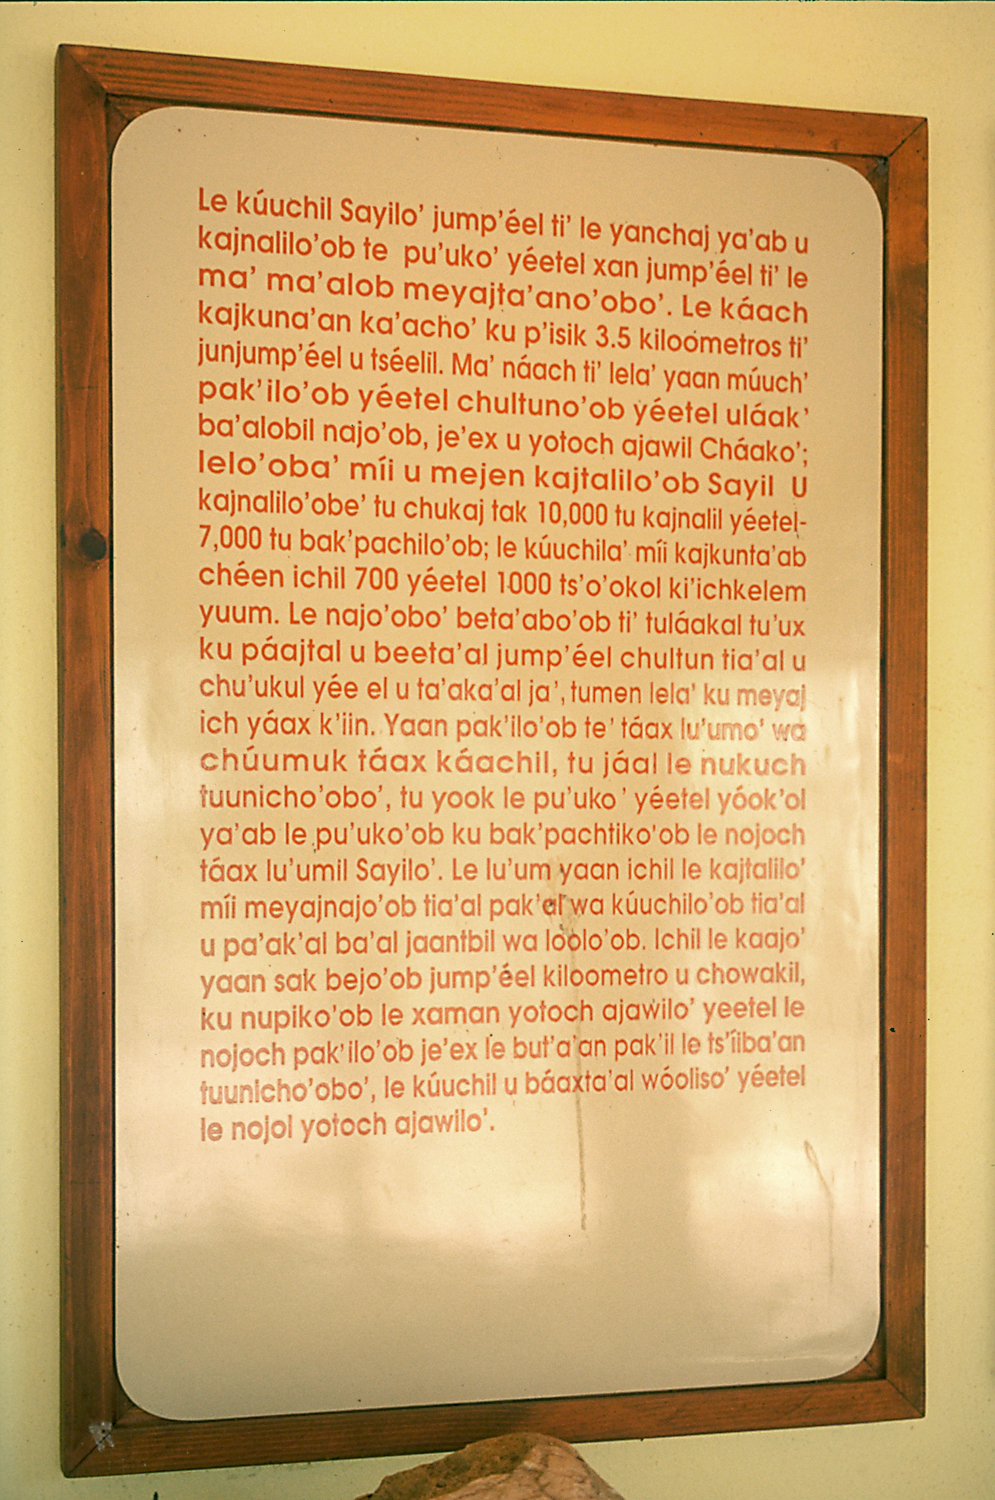 Le kúuchil Sayilo' jump'éel ti' le yanchaj ya'ab u
kajnalilo'ob te pu'uko' yéetel xan jump'éel ti' le
ma' ma'alob meyajta'ano'obo'. Le káach
kajkuna'an ka'acho' ku p'isik 3.5 kiloometros ti'
junjump'éel u tséelil. Ma' náach ti' lela' yaan múuch'
pak'ilo'ob yéetel chultuno'ob yéetel uláak'
ba'alobil najo'ob, je'ex u yotoch ajawil Cháako';
lelo'oba' míi u mejen kajtalilo'ob Sayil U
kajnalilo'obe' tu chukaj tak 10,000 tu kajnalil yéetel-
7,000 tu bak'pachilo'ob; le kúuchila' míi kajkunta'ab
chéen ichil 700 yéetel 1000 ts'o'okol ki'ichkelem
yuum. Le najo'obo' beta'abo'ob ti' tuláakal tu'ux
ku páajtal u beeta'al jump'éel chultun tia'al u
chu'ukul yée el u ta'aka'al ja', tumen lela' ku meyaj
ich yáax k'iin. Yaan pak'ilo'ob te' táax lu'umo' wa
chúumuk táax káachil, tu jáal le nukuch
tuunicho'obo', tu yook le pu'uko' yéetel yóok'ol
ya'ab le pu'uko'ob ku bak'pachtiko'ob le nojoch
táax lu'umil Sayilo'. Le lu'um yaan ichil le kajtalilo'
míi meyajnajo'ob tia'al pak'al wa kúuchilo'ob tia'al
u pa'ak'al ba'al jaantbil wa loolo'ob. Ichil le kaajo'
yaan sak bejo'ob jump'éel kiloometro u chowakil,
ku nupiko'ob le xaman yotoch ajawilo' yeetel le
nojoch pak'ilo'ob je'ex le but'a'an pak'il le ts'íiba'an
tuunicho'obo', le kúuchil u báaxta'al wóoliso' yéetel
le nojol yotoch ajawilo'.